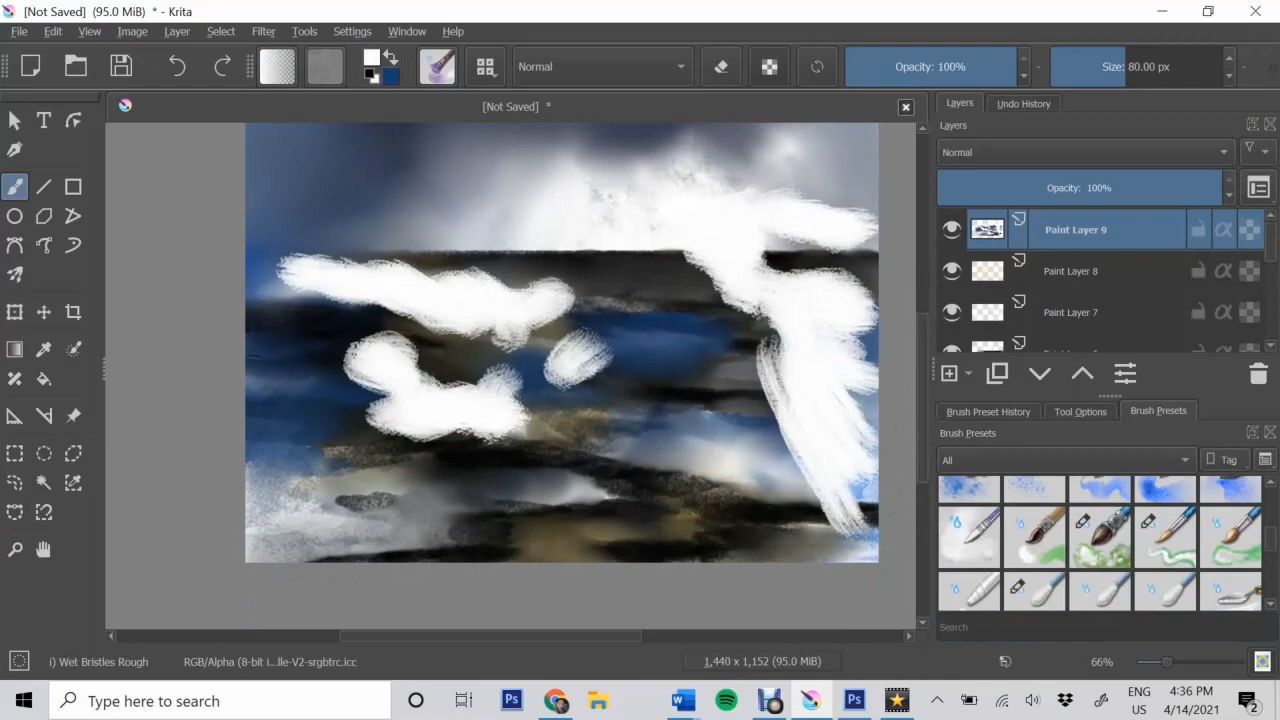 [Not Saved] (95.0 MiB) * - Krita
File Edit View Image Layer Select Filter Tools Settings Window Help
Normal
Opacity: 100%
Size: 80.00 px
[Not Saved] *
Layers Undo History
Layers
Normal
Opacity: 100%
Paint Layer 9
Paint Layer 8
Paint Layer 7
Brush Preset History Tool Options Brush Presets
Brush Presets
All Tag
Search
i) Wet Bristles Rough RGB/Alpha (8-bit i...lle-V2-srgbtrc.icc 1,440 x 1,152 (95.0 MiB) 66%
Type here to search
ENG 4:36 PM
US 4/14/2021
2